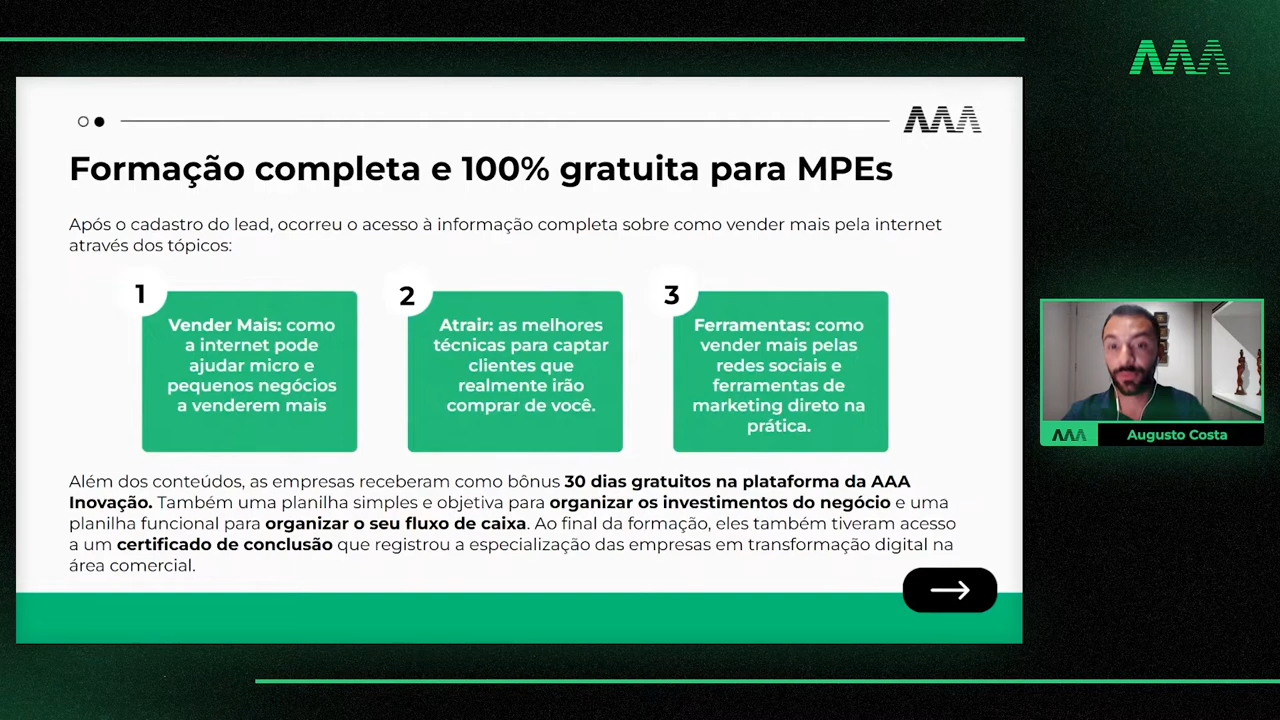 AAA
AAA
Formação completa e 100% gratuita para MPEs
Após o cadastro do lead, ocorreu o acesso à informação completa sobre como vender mais pela internet
através dos tópicos:
1
Vender Mais: como
a internet pode
ajudar micro e
pequenos negócios
a venderem mais
2
Atrair: as melhores
técnicas para captar
clientes que
realmente irão
comprar de você.
3
Ferramentas: como
vender mais pelas
redes sociais e
ferramentas de
marketing direto na
prática.
Além dos conteúdos, as empresas receberam como bônus 30 dias gratuitos na plataforma da AAA
Inovação. Também uma planilha simples e objetiva para organizar os investimentos do negócio e uma
planilha funcional para organizar o seu fluxo de caixa. Ao final da formação, eles também tiveram acesso
a um certificado de conclusão que registrou a especialização das empresas em transformação digital na
área comercial.
AAA
Augusto Costa